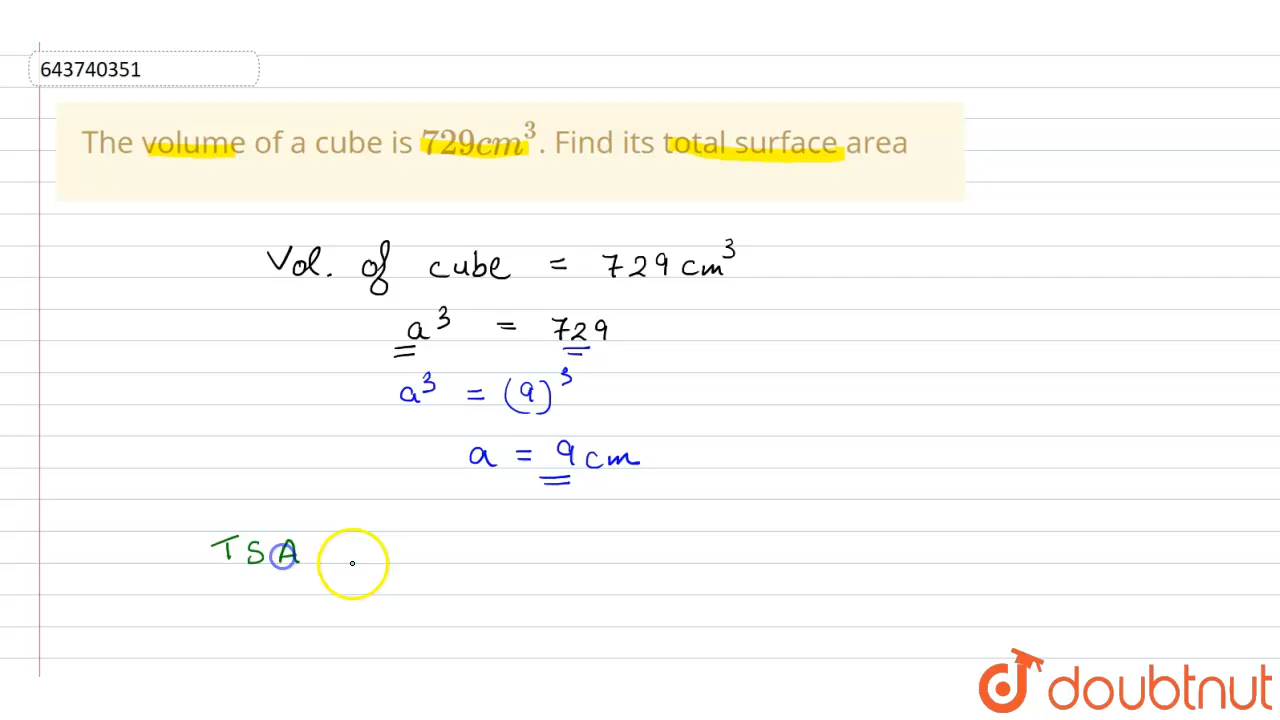 643740351
The volume of a cube is 729cm³. Find its total surface area
Vol. of cube = 729 cm³
a³ = 729
a³ = (9)³
a = 9 cm
TSA
doubtnut